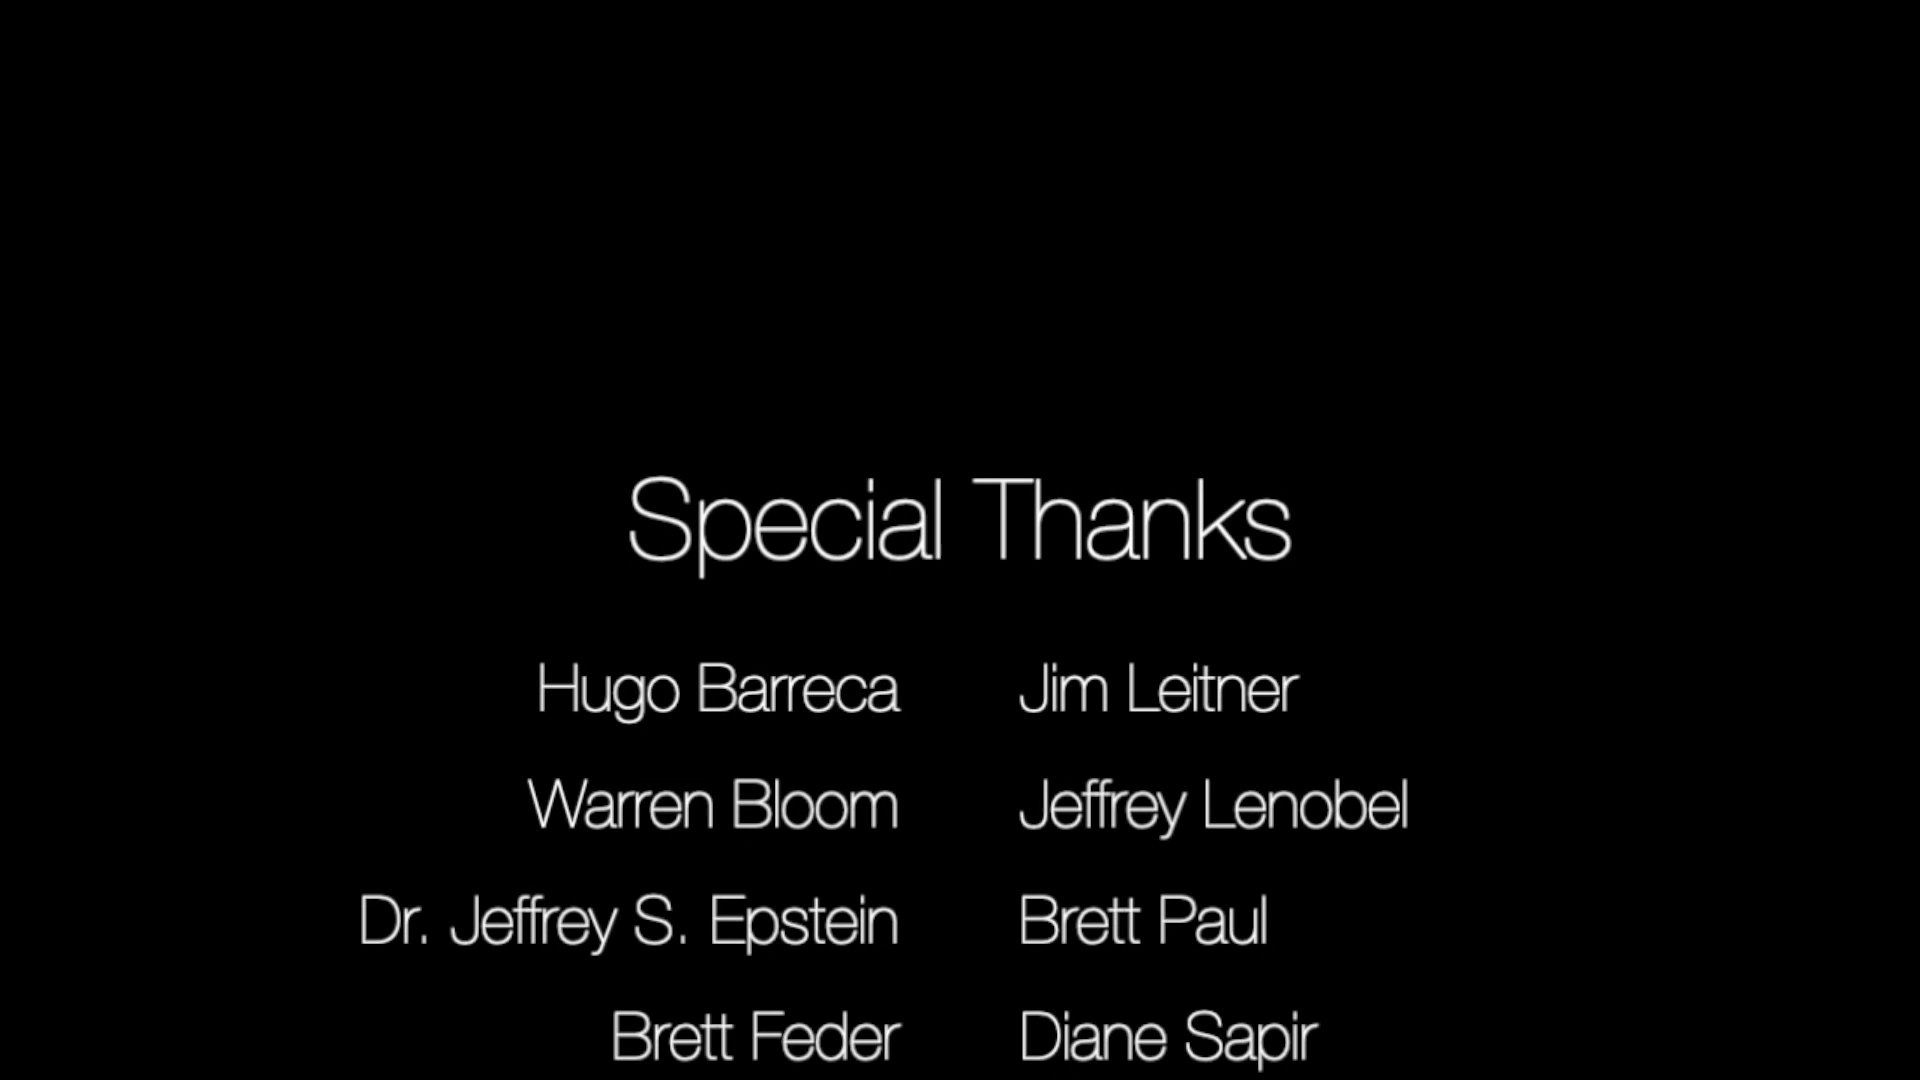 Special Thanks
Hugo Barreca Jim Leitner
Warren Bloom Jeffrey Lenobel
Dr. Jeffrey S. Epstein Brett Paul
Brett Feder Diane Sapir